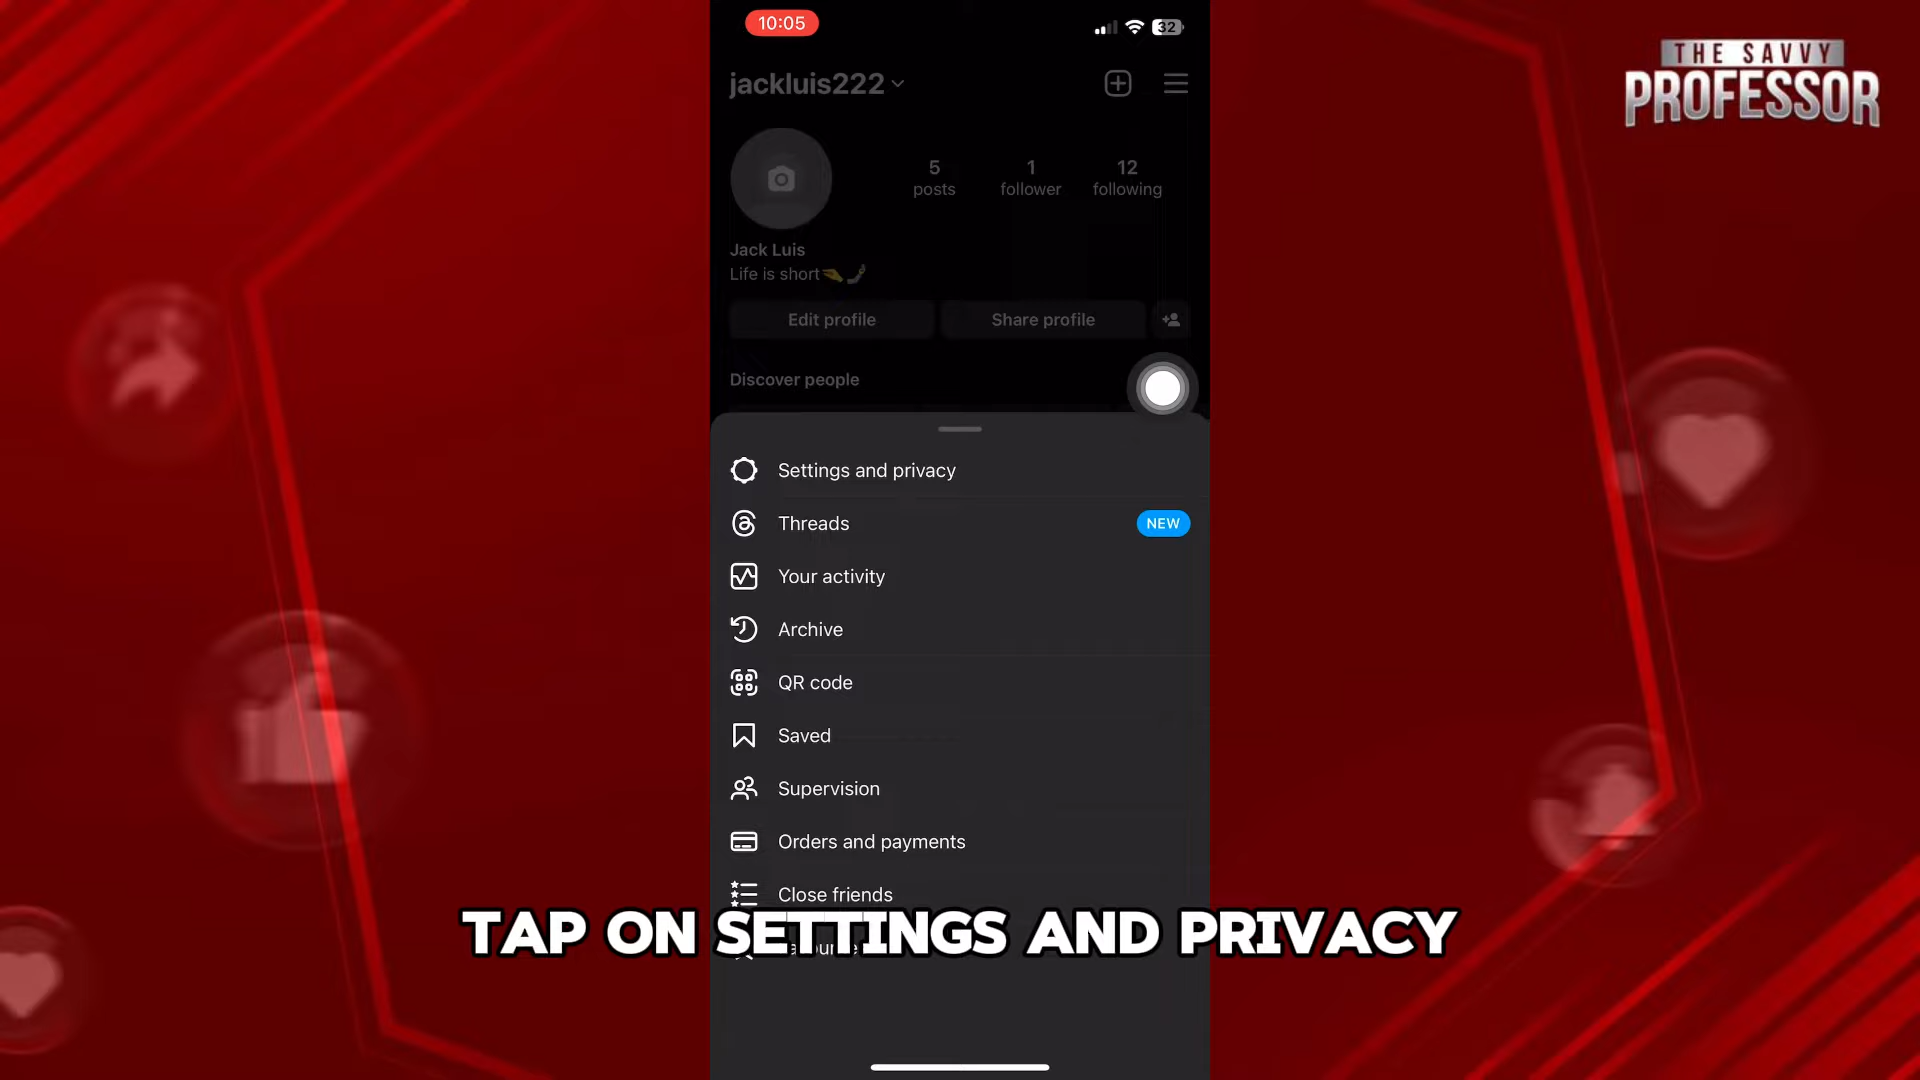 10:05
32
THE SAVVY
PROFESSOR
jackluis222
5 1 12
posts follower following
Jack Luis
Life is short
Edit profile Share profile
Discover people
Settings and privacy
Threads NEW
Your activity
Archive
QR code
Saved
Supervision
Orders and payments
Close friends
TAP ON SETTINGS AND PRIVACY